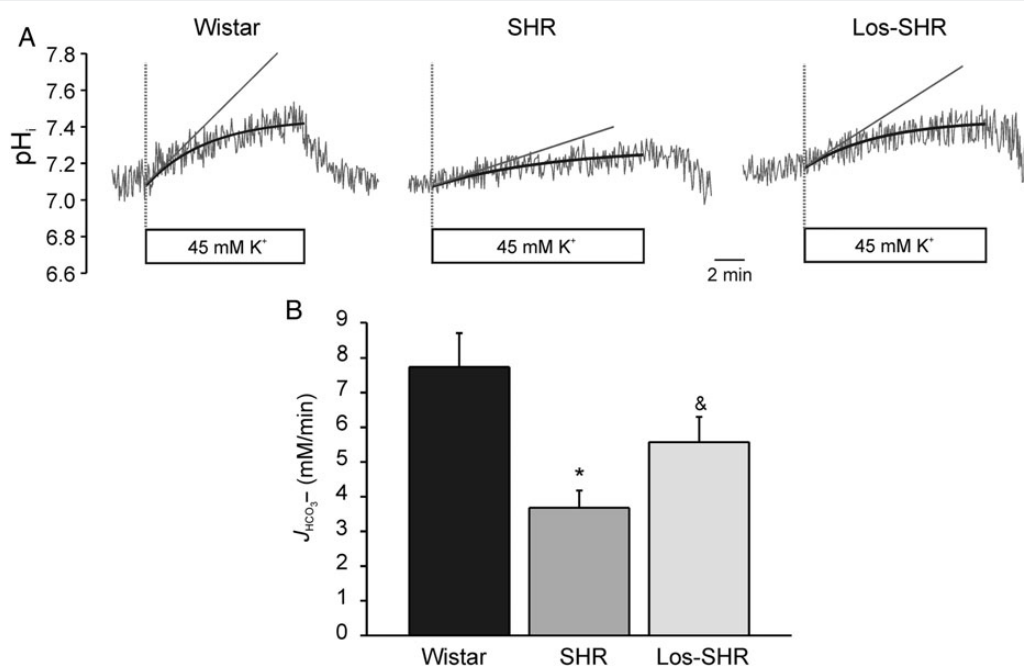 A
Wistar
SHR
Los-SHR
pHi
7.8
7.6
7.4
7.2
7.0
6.8
6.6
45 mM K⁺
45 mM K⁺
45 mM K⁺
2 min
B
JHCO₃– (mM/min)
9
8
7
6
5
4
3
2
1
0
*
&
Wistar
SHR
Los-SHR